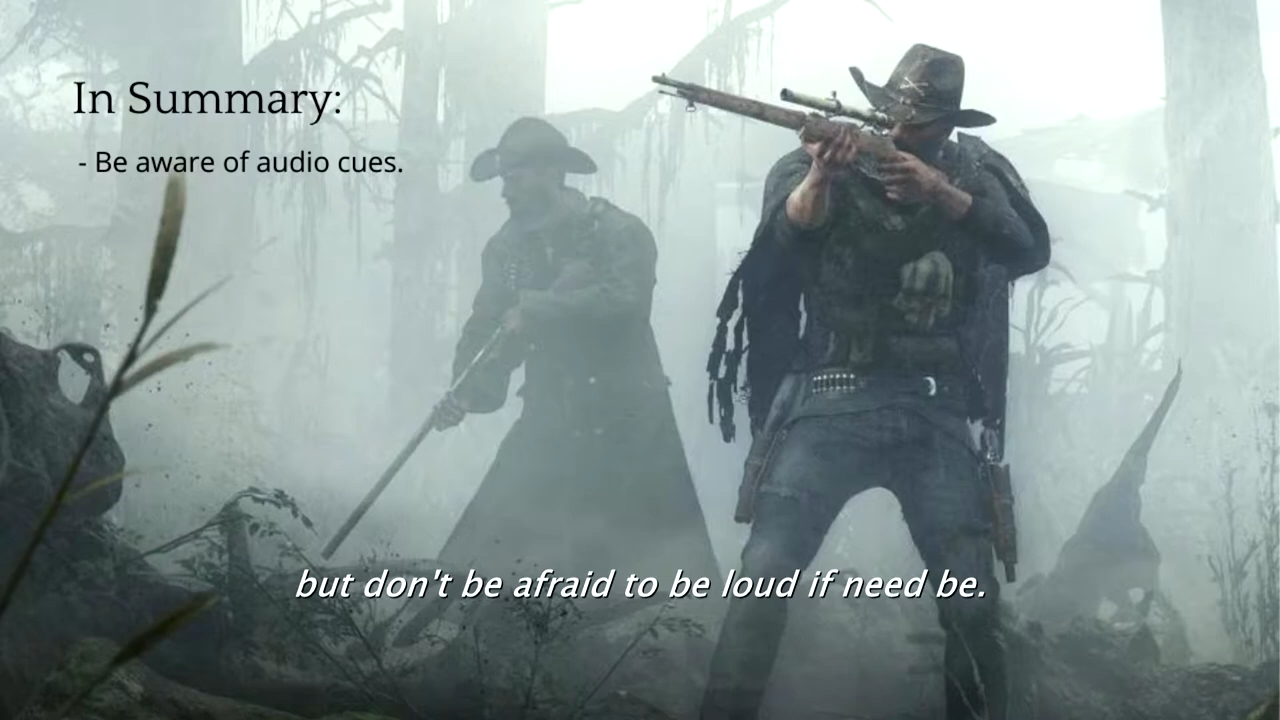 In Summary:
- Be aware of audio cues.
but don't be afraid to be loud if need be.